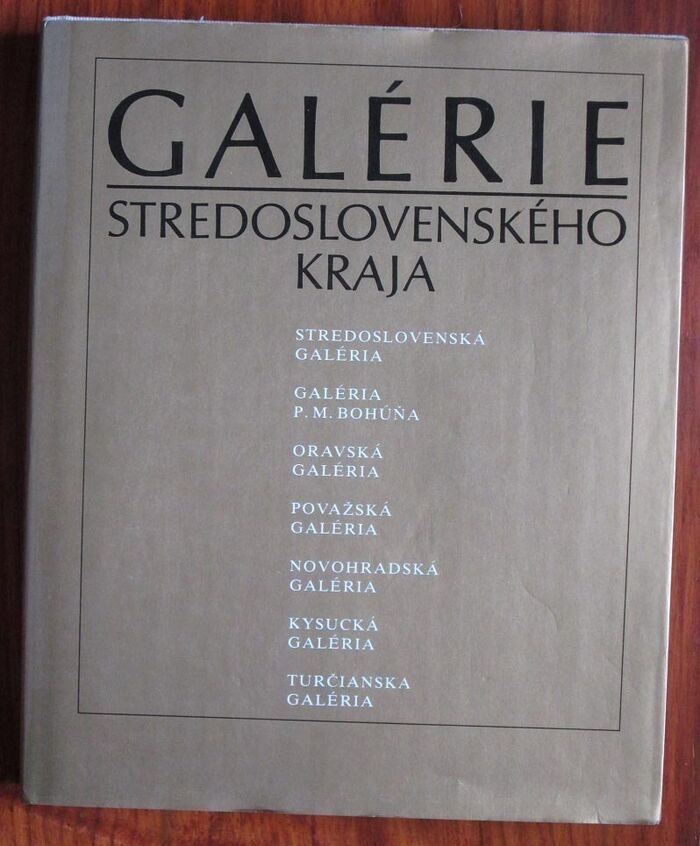 GALÉRIE
STREDOSLOVENSKÉHO
KRAJA
STREDOSLOVENSKÁ
GALÉRIA
GALÉRIA
P. M. BOHÚŇA
ORAVSKÁ
GALÉRIA
POVAŽSKÁ
GALÉRIA
NOVOHRADSKÁ
GALÉRIA
KYSUCKÁ
GALÉRIA
TURČIANSKA
GALÉRIA